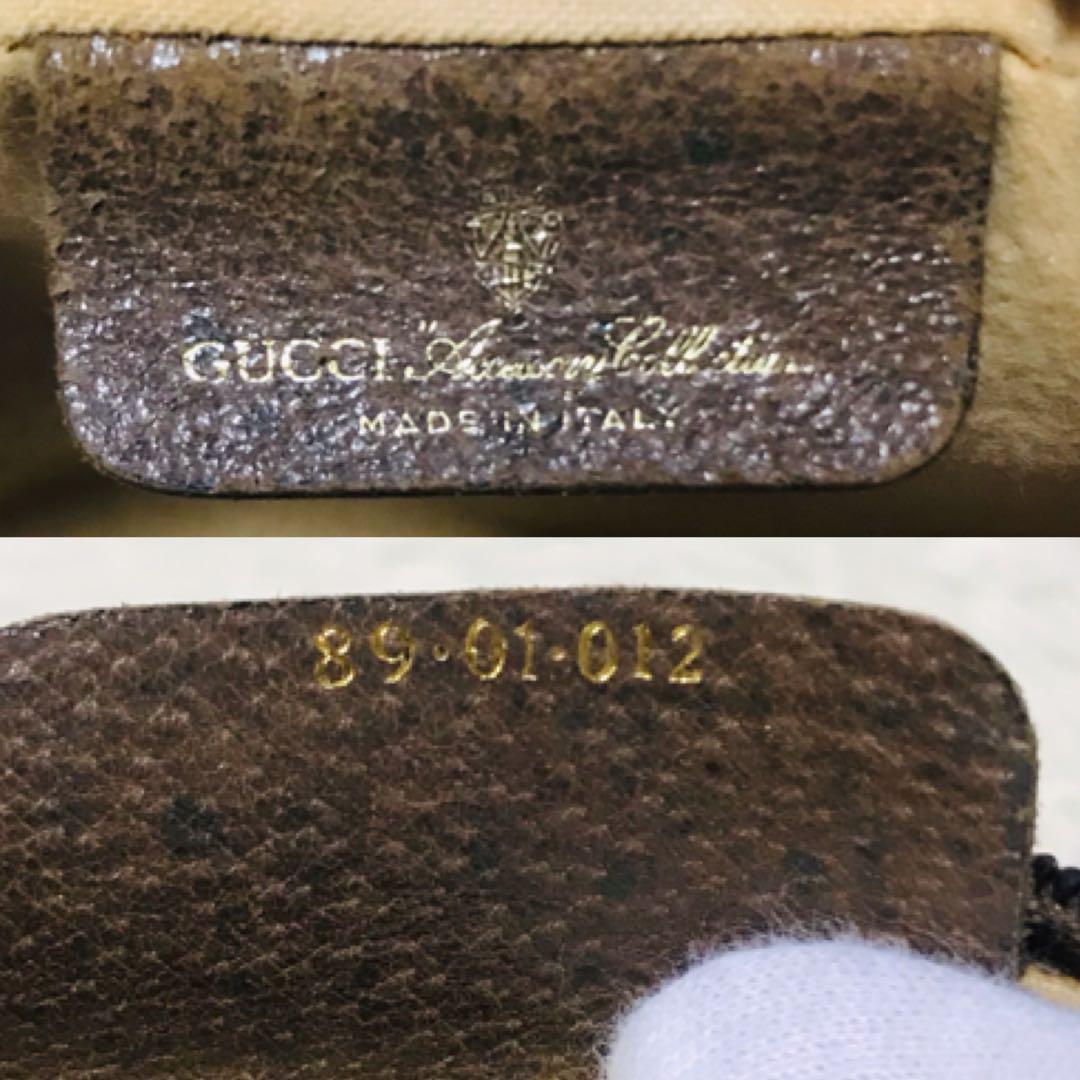 GUCCI "Accessory Collection
MADE IN ITALY
89·01·012